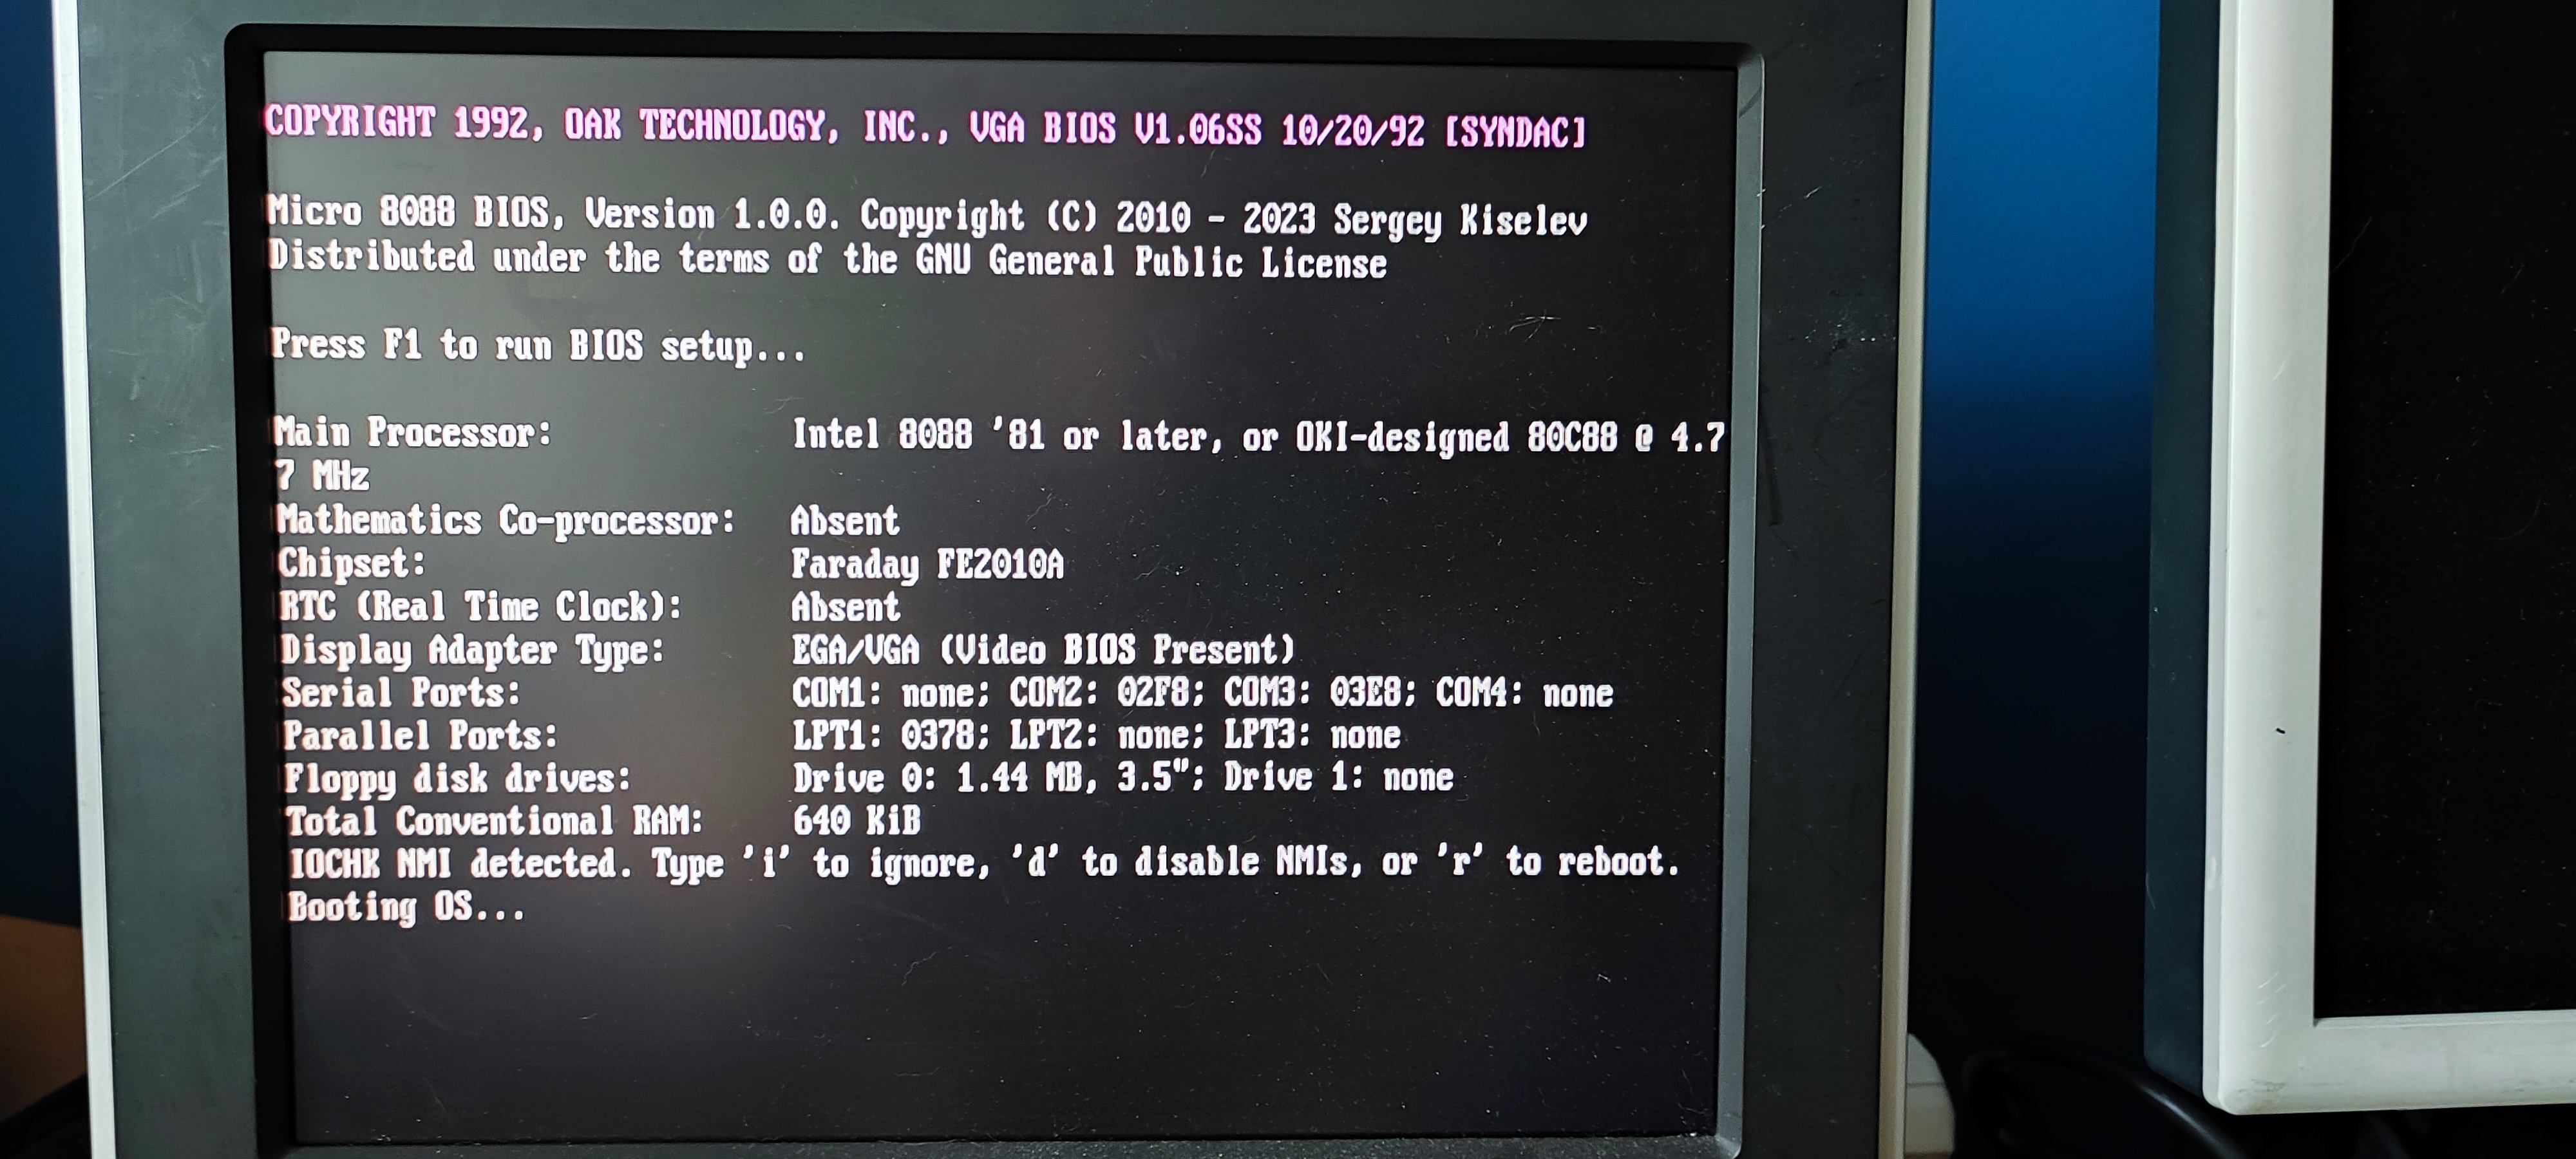 COPYRIGHT 1992, OAK TECHNOLOGY, INC., VGA BIOS V1.06SS 10/20/92 [SYNDAC]
Micro 8088 BIOS, Version 1.0.0. Copyright (C) 2010 - 2023 Sergey Kiselev
Distributed under the terms of the GNU General Public License
Press F1 to run BIOS setup...
Main Processor: Intel 8088 '81 or later, or OKI-designed 80C88 @ 4.7
7 MHz
Mathematics Co-processor: Absent
Chipset: Faraday FE2010A
RTC (Real Time Clock): Absent
Display Adapter Type: EGA/VGA (Video BIOS Present)
Serial Ports: COM1: none; COM2: 02F8; COM3: 03E8; COM4: none
Parallel Ports: LPT1: 0378; LPT2: none; LPT3: none
Floppy disk drives: Drive 0: 1.44 MB, 3.5"; Drive 1: none
Total Conventional RAM: 640 KiB
IOCHK NMI detected. Type 'i' to ignore, 'd' to disable NMIs, or 'r' to reboot.
Booting OS...